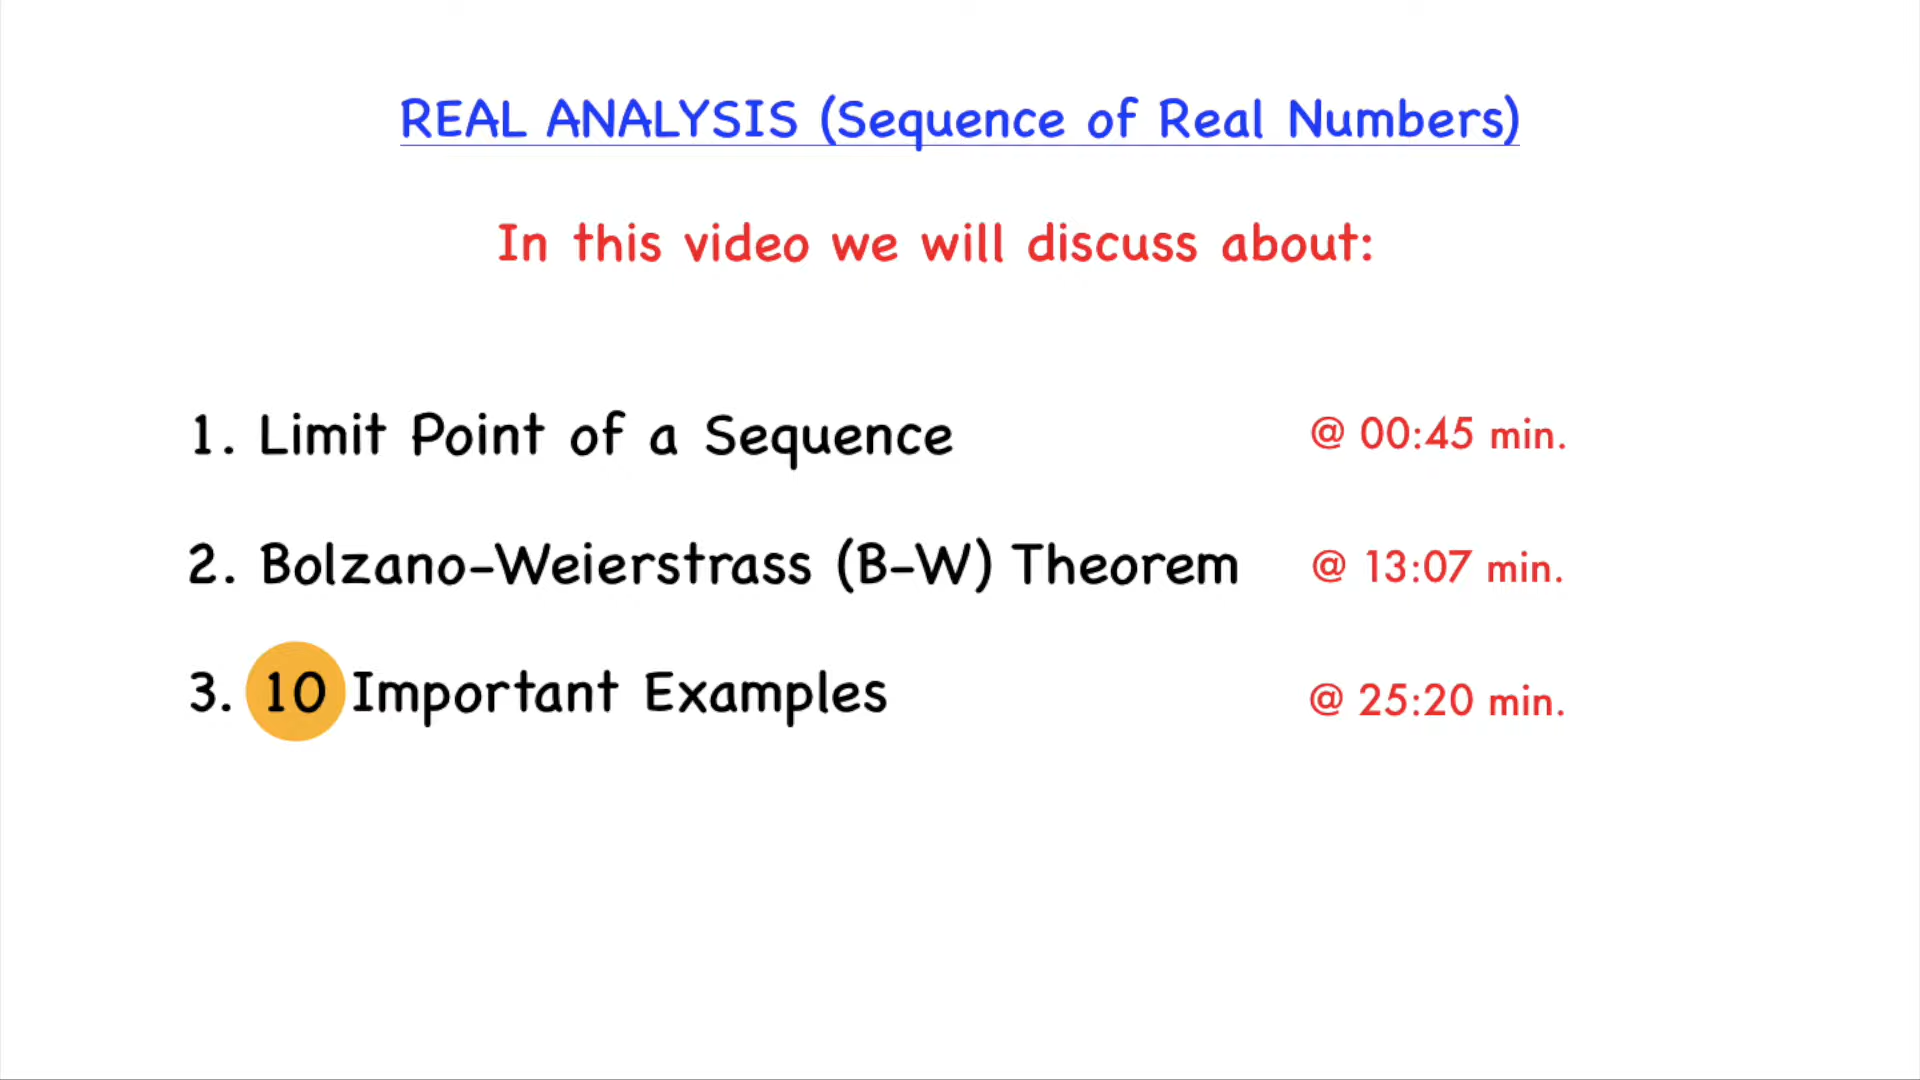 REAL ANALYSIS (Sequence of Real Numbers)
In this video we will discuss about:
1. Limit Point of a Sequence @ 00:45 min.
2. Bolzano-Weierstrass (B-W) Theorem @ 13:07 min.
3. 10 Important Examples @ 25:20 min.